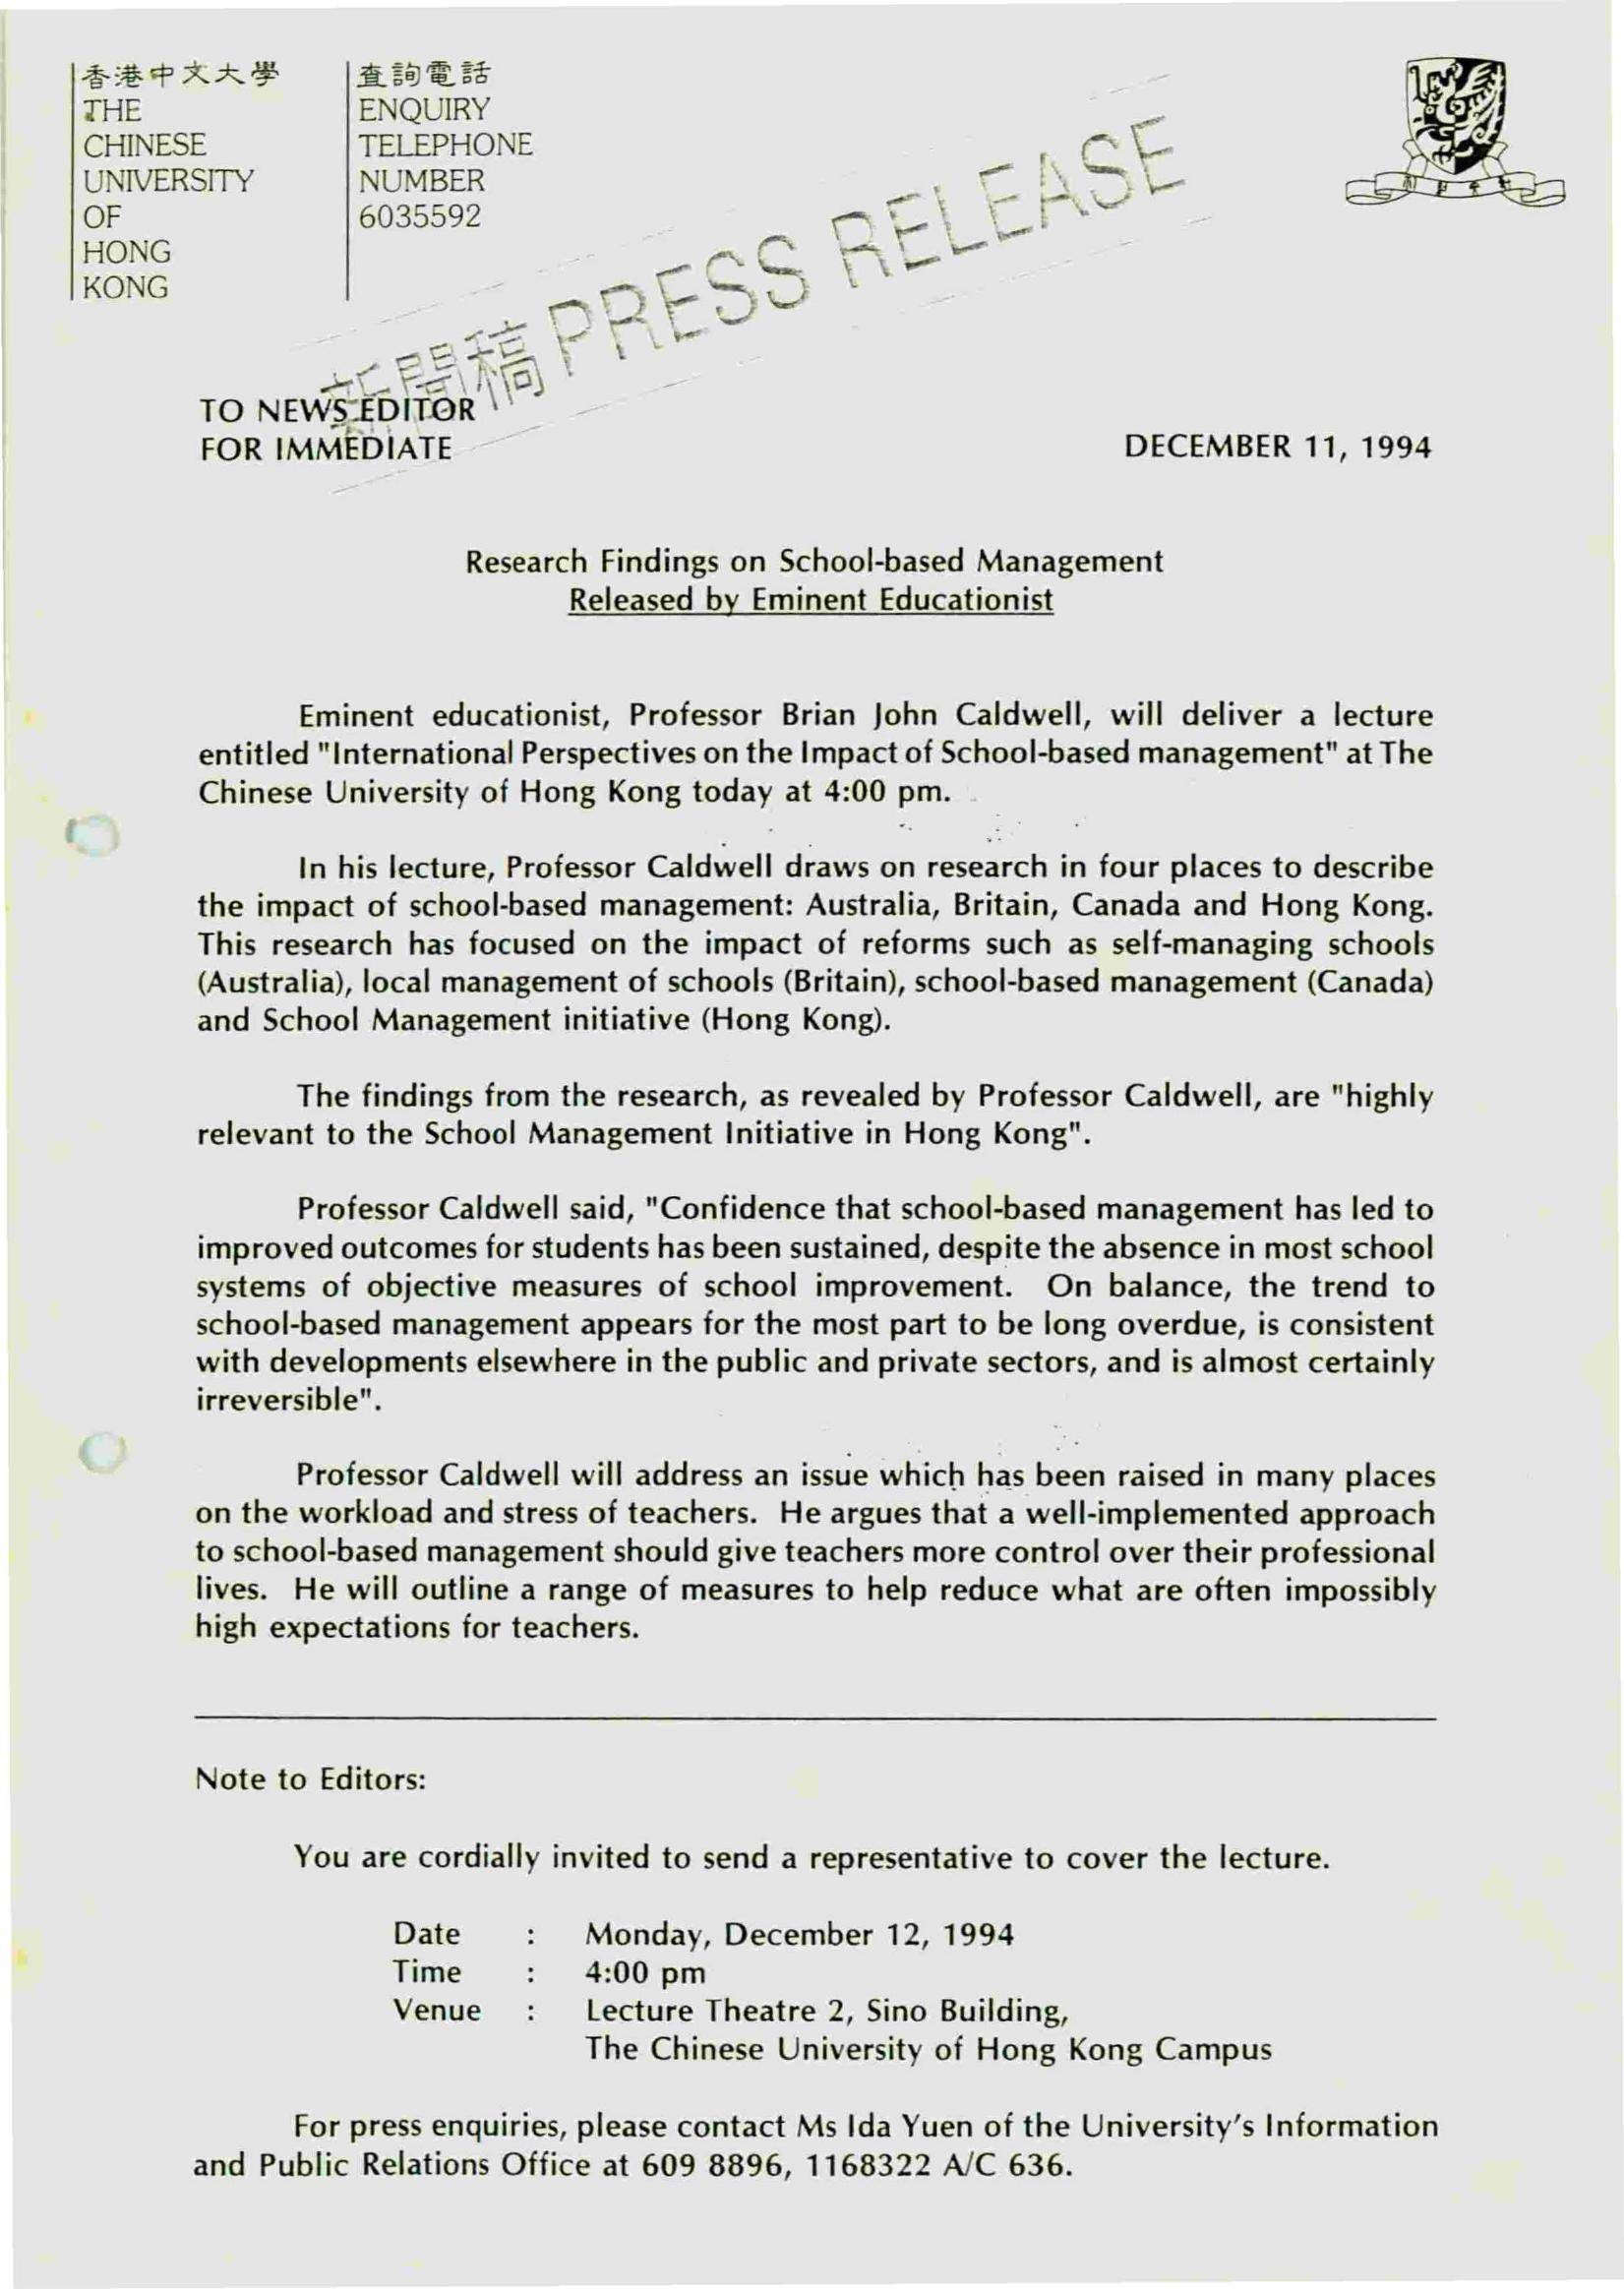 香港中文大學
THE
CHINESE
UNIVERSITY
OF
HONG
KONG
查詢電話
ENQUIRY
TELEPHONE
NUMBER
6035592
新聞稿 PRESS RELEASE
TO NEWS EDITOR
FOR IMMEDIATE
DECEMBER 11, 1994
Research Findings on School-based Management
Released by Eminent Educationist
Eminent educationist, Professor Brian John Caldwell, will deliver a lecture
entitled "International Perspectives on the Impact of School-based management" at The
Chinese University of Hong Kong today at 4:00 pm.
In his lecture, Professor Caldwell draws on research in four places to describe
the impact of school-based management: Australia, Britain, Canada and Hong Kong.
This research has focused on the impact of reforms such as self-managing schools
(Australia), local management of schools (Britain), school-based management (Canada)
and School Management initiative (Hong Kong).
The findings from the research, as revealed by Professor Caldwell, are "highly
relevant to the School Management Initiative in Hong Kong".
Professor Caldwell said, "Confidence that school-based management has led to
improved outcomes for students has been sustained, despite the absence in most school
systems of objective measures of school improvement. On balance, the trend to
school-based management appears for the most part to be long overdue, is consistent
with developments elsewhere in the public and private sectors, and is almost certainly
irreversible".
Professor Caldwell will address an issue which has been raised in many places
on the workload and stress of teachers. He argues that a well-implemented approach
to school-based management should give teachers more control over their professional
lives. He will outline a range of measures to help reduce what are often impossibly
high expectations for teachers.
Note to Editors:
You are cordially invited to send a representative to cover the lecture.
Date : Monday, December 12, 1994
Time : 4:00 pm
Venue : Lecture Theatre 2, Sino Building,
The Chinese University of Hong Kong Campus
For press enquiries, please contact Ms Ida Yuen of the University's Information
and Public Relations Office at 609 8896, 1168322 A/C 636.